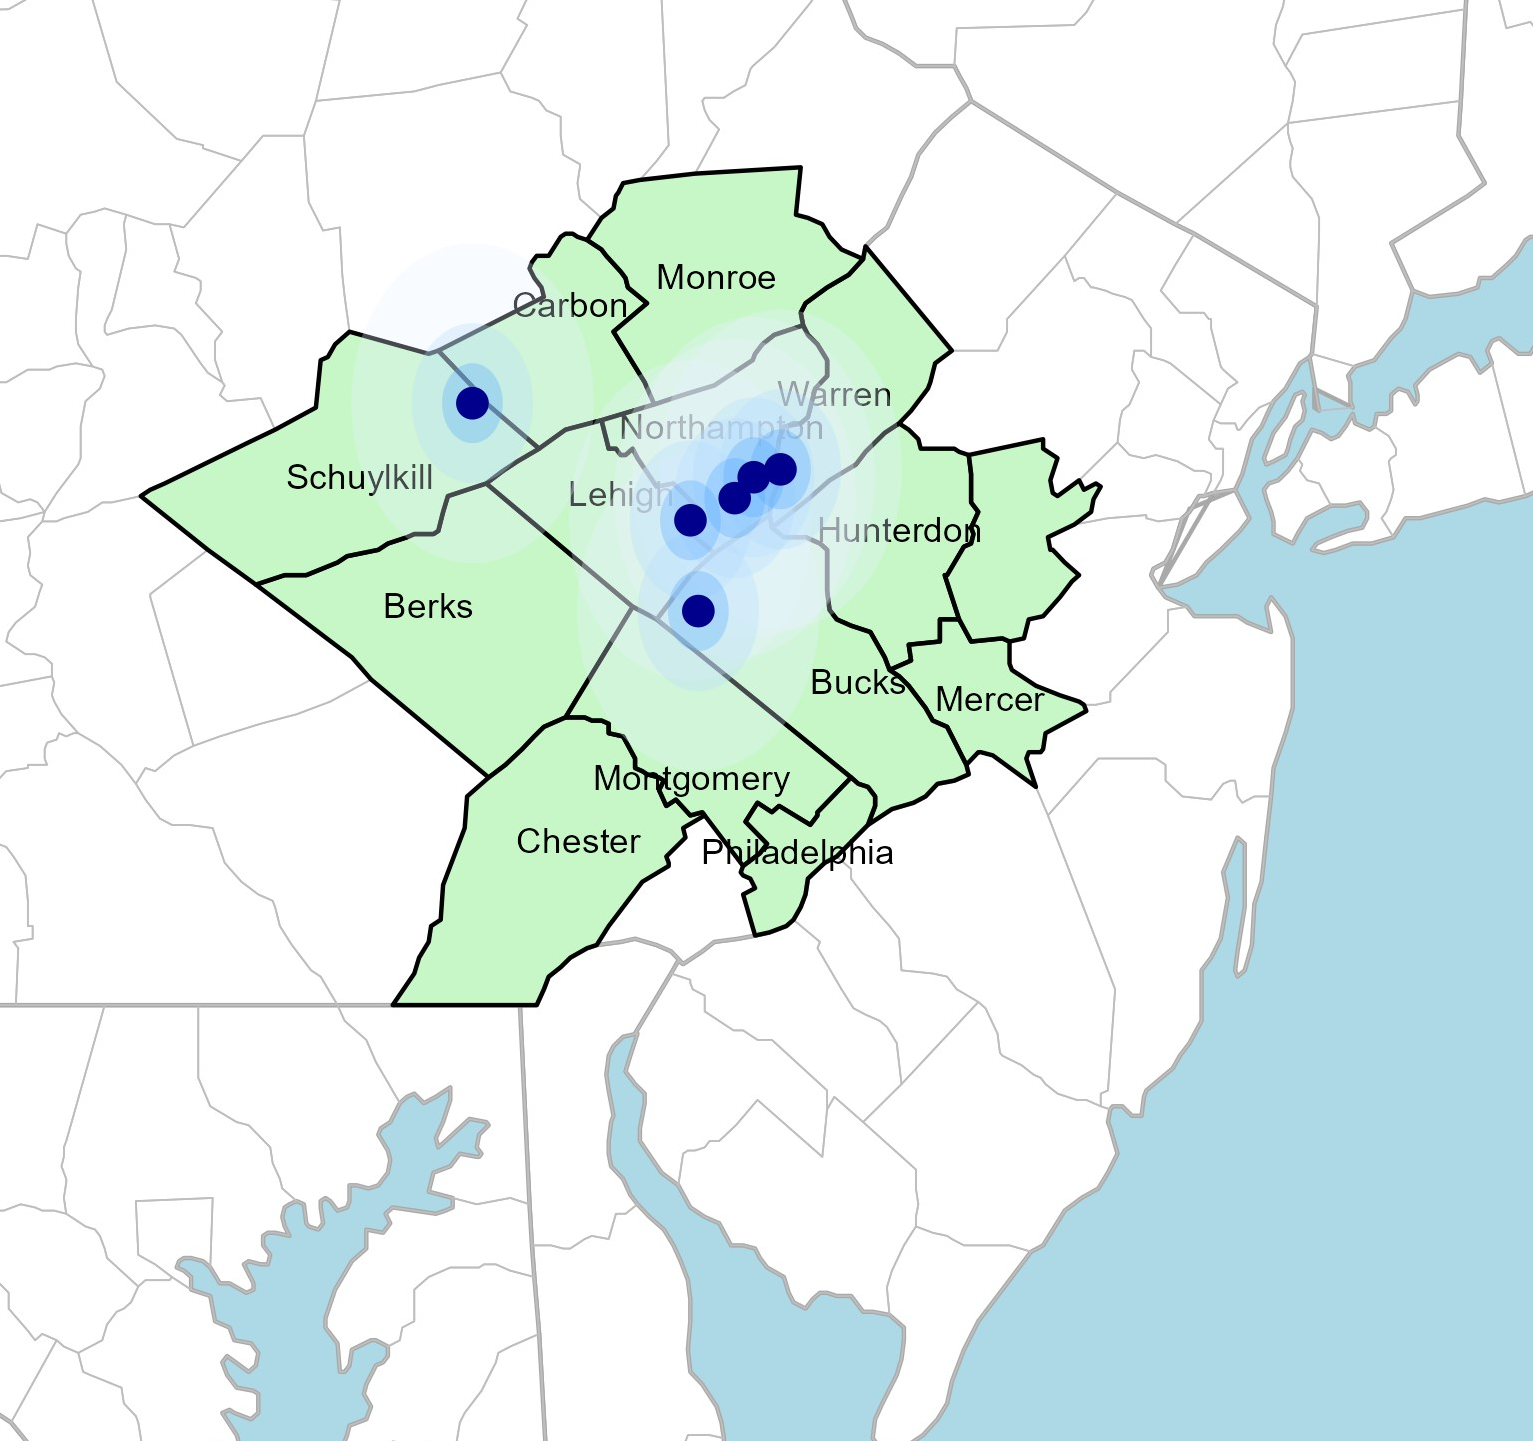 Monroe
Carbon
Warren
Northampton
Schuylkill
Lehigh
Hunterdon
Berks
Bucks
Mercer
Montgomery
Chester
Philadelphia